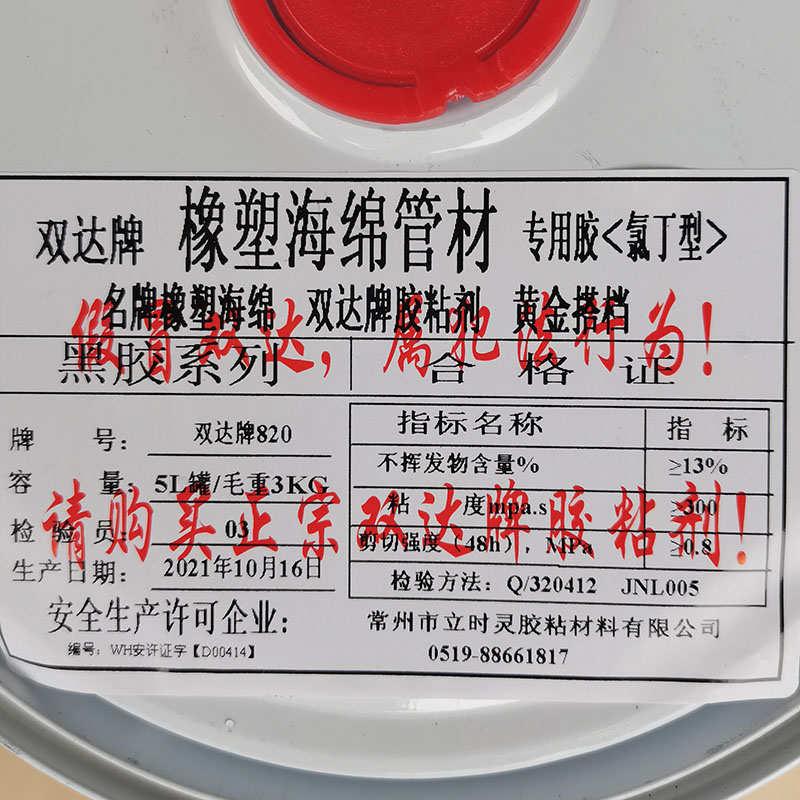 双达牌 橡塑海绵管材 专用胶<氯丁型>
名牌橡塑海绵 双达牌胶粘剂 黄金搭档
假冒双达，属犯法行为！
黑胶系列 合格证
牌号： 双达牌820
容量： 5L罐/毛重3KG
检验员： 03
生产日期： 2021年10月16日
指标名称 指标
不挥发物含量% ≥13%
粘度mpa.s ≥300
剪切强度（48h），MPa ≥0.8
检验方法：Q/320412 JNL005
请购买正宗双达牌胶粘剂！
安全生产许可企业：
编号：WH安许证字【D00414】
常州市立时灵胶粘材料有限公司
0519-88661817